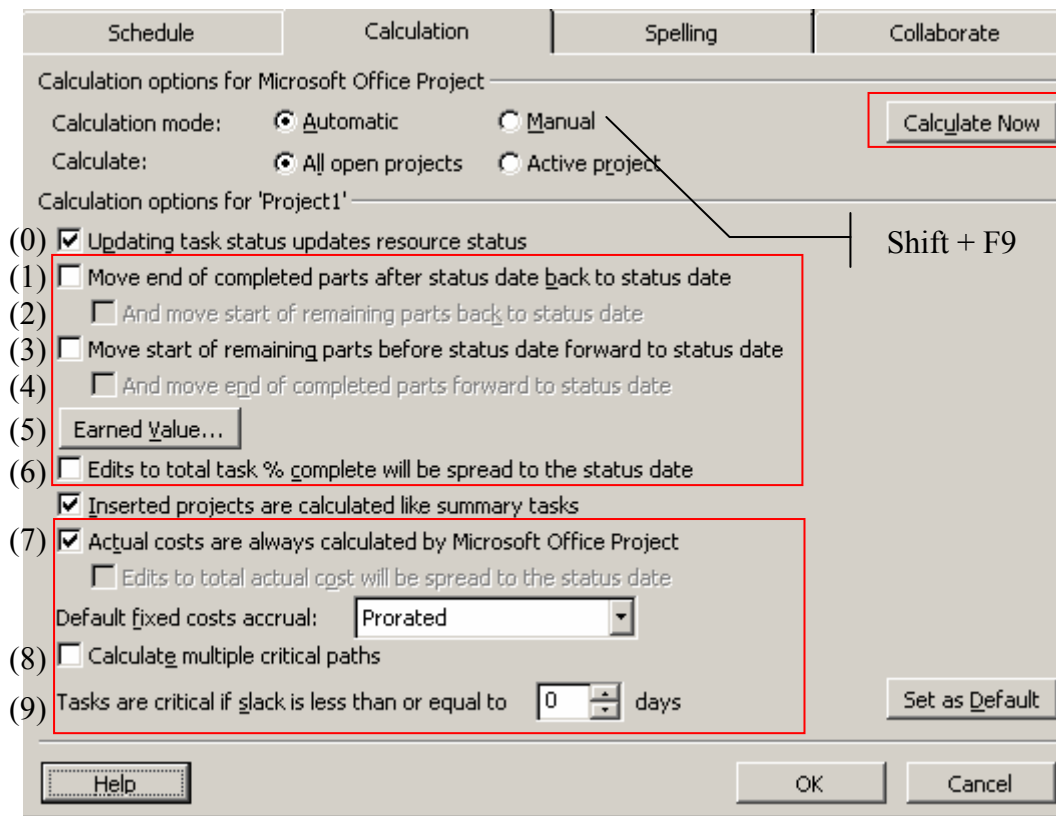 Schedule Calculation Spelling Collaborate
Calculation options for Microsoft Office Project
Calculation mode: Automatic Manual Calculate Now
Calculate: All open projects Active project
Calculation options for 'Project1'
(0) Updating task status updates resource status Shift + F9
(1) Move end of completed parts after status date back to status date
(2) And move start of remaining parts back to status date
(3) Move start of remaining parts before status date forward to status date
(4) And move end of completed parts forward to status date
(5) Earned Value...
(6) Edits to total task % complete will be spread to the status date
Inserted projects are calculated like summary tasks
(7) Actual costs are always calculated by Microsoft Office Project
Edits to total actual cost will be spread to the status date
Default fixed costs accrual: Prorated
(8) Calculate multiple critical paths
(9) Tasks are critical if slack is less than or equal to 0 days Set as Default
Help OK Cancel